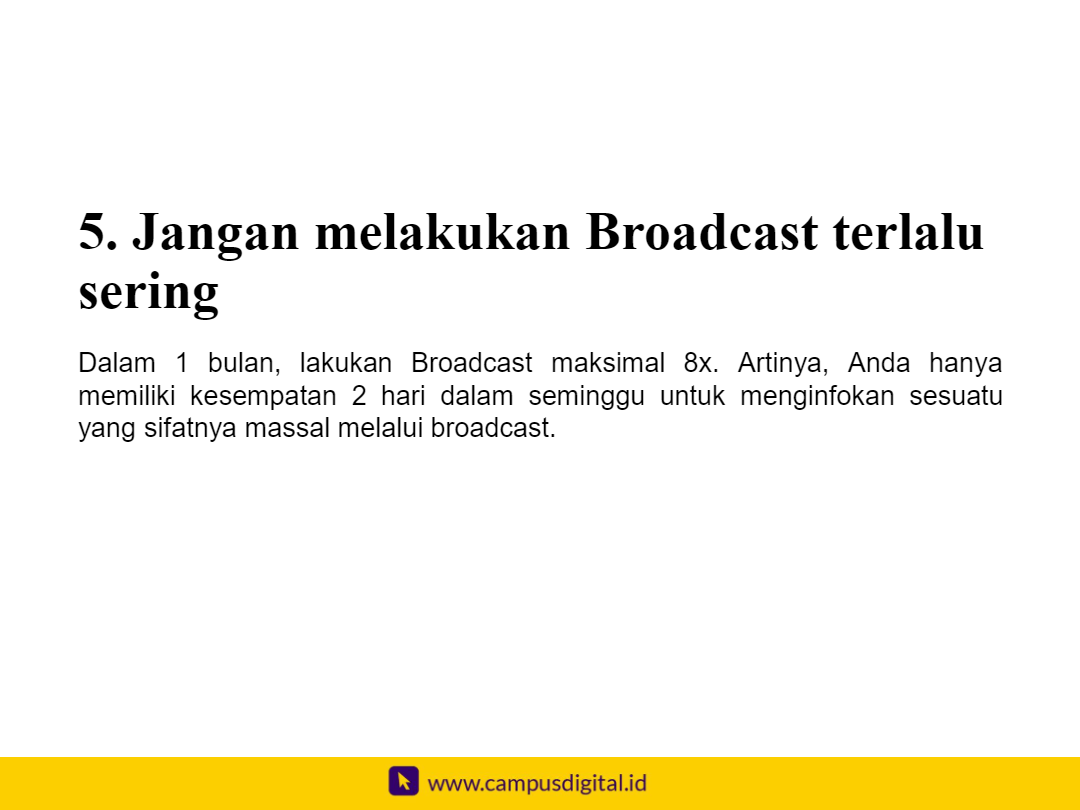 5. Jangan melakukan Broadcast terlalu
sering
Dalam 1 bulan, lakukan Broadcast maksimal 8x. Artinya, Anda hanya
memiliki kesempatan 2 hari dalam seminggu untuk menginfokan sesuatu
yang sifatnya massal melalui broadcast.
www.campusdigital.id